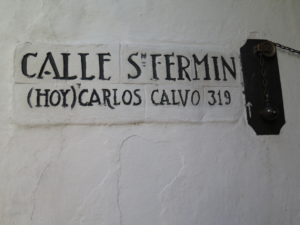 CALLE SN FERMIN
(HOY) CARLOS CALVO 319